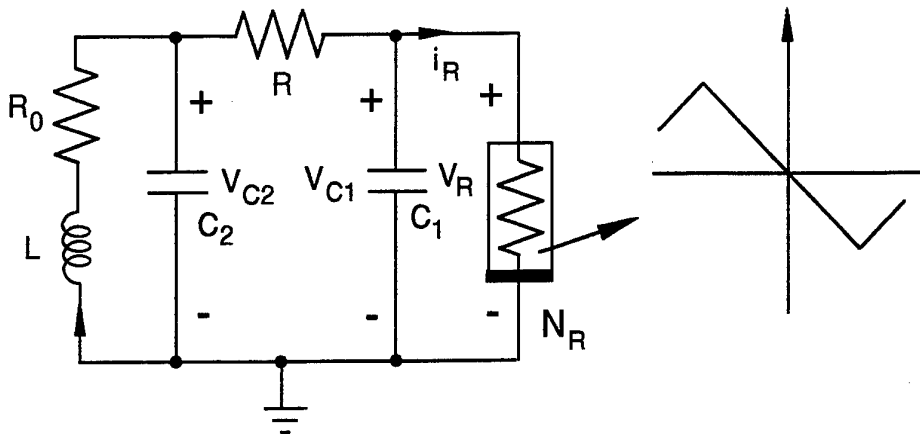 R
i_R
R_0
+
+
+
V_C2
V_C1
V_R
C_2
C_1
L
-
-
-
N_R